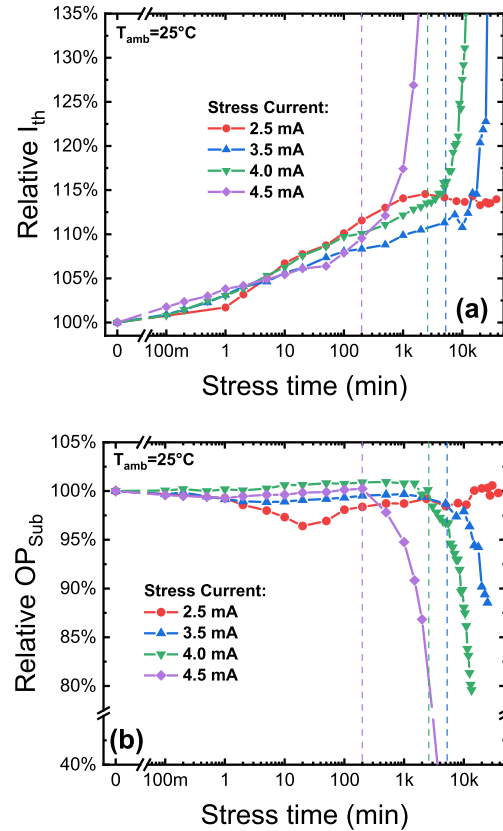 135%
T_amb=25°C
130%
125%
120%
115%
110%
105%
100%
Relative I_th
Stress Current:
2.5 mA
3.5 mA
4.0 mA
4.5 mA
(a)
0 100m 1 10 100 1k 10k
Stress time (min)
105%
T_amb=25°C
100%
95%
90%
85%
80%
40%
Relative OP_Sub
Stress Current:
2.5 mA
3.5 mA
4.0 mA
4.5 mA
(b)
0 100m 1 10 100 1k 10k
Stress time (min)